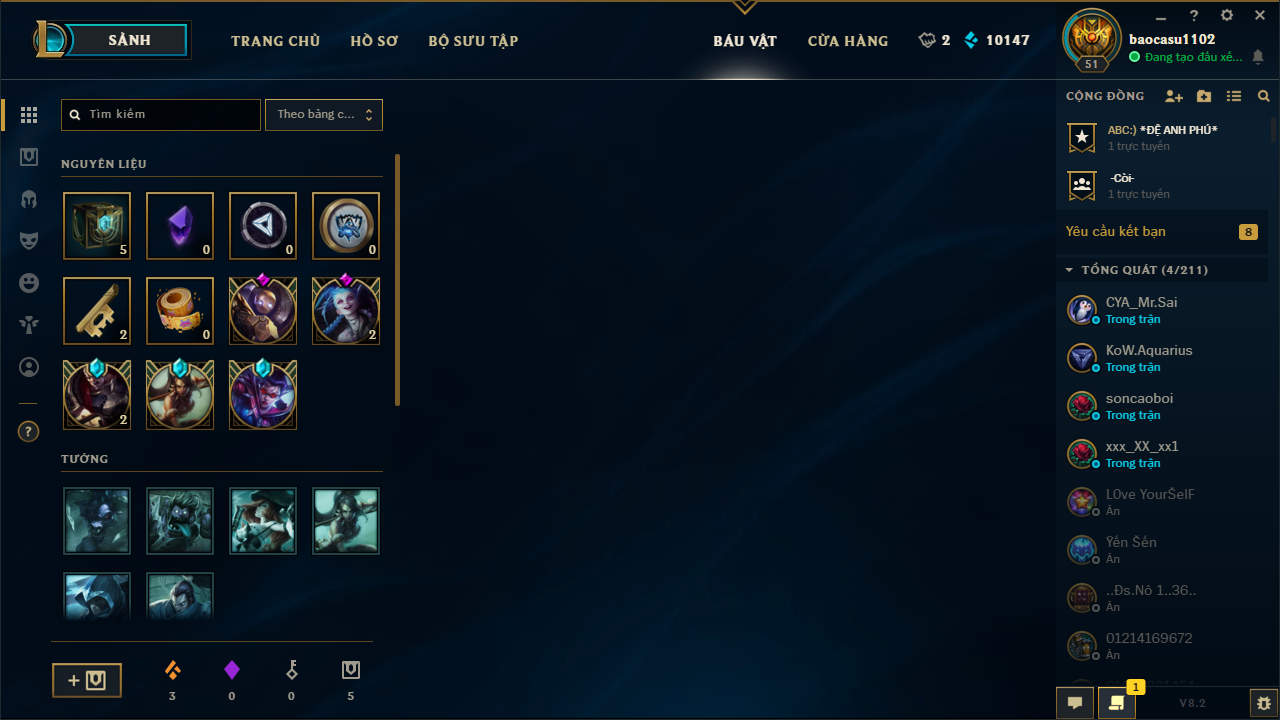 SẢNH
TRANG CHỦ
HỒ SƠ
BỘ SƯU TẬP
BÁU VẬT
CỬA HÀNG
2
10147
51
baocasu1102
Đang tạo đấu xế...
Tìm kiếm
Theo bảng c...
NGUYÊN LIỆU
5
0
0
0
2
0
2
2
TƯỚNG
3
0
0
5
CỘNG ĐỒNG
ABC:) *ĐỆ ANH PHÚ*
1 trực tuyến
-Còi-
1 trực tuyến
Yêu cầu kết bạn
8
TỔNG QUÁT (4/211)
CYA_Mr.Sai
Trong trận
KoW.Aquarius
Trong trận
soncaoboi
Trong trận
xxx_XX_xx1
Trong trận
L0ve YourŠelF
Ẩn
Ÿến Šến
Ẩn
..Đs.Nô 1..36..
Ẩn
01214169672
Ẩn
1
V8.2